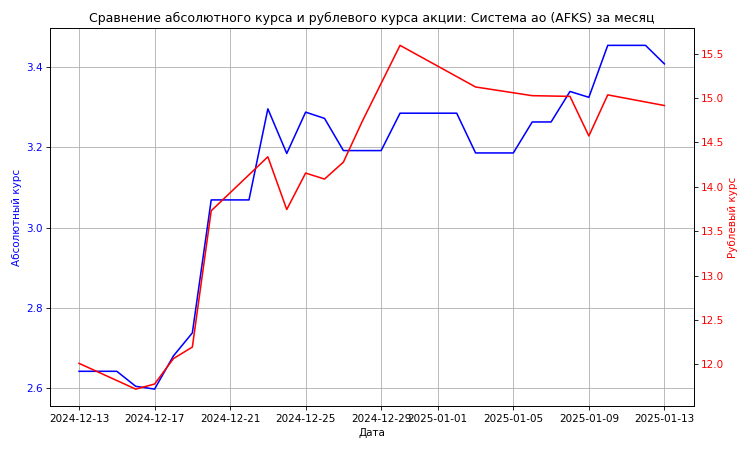 Сравнение абсолютного курса и рублевого курса акции: Система ао (AFKS) за месяц
3.4
3.2
3.0
2.8
2.6
Абсолютный курс
15.5
15.0
14.5
14.0
13.5
13.0
12.5
12.0
Рублевый курс
2024-12-13 2024-12-17 2024-12-21 2024-12-25 2024-12-29 2025-01-01 2025-01-05 2025-01-09 2025-01-13
Дата